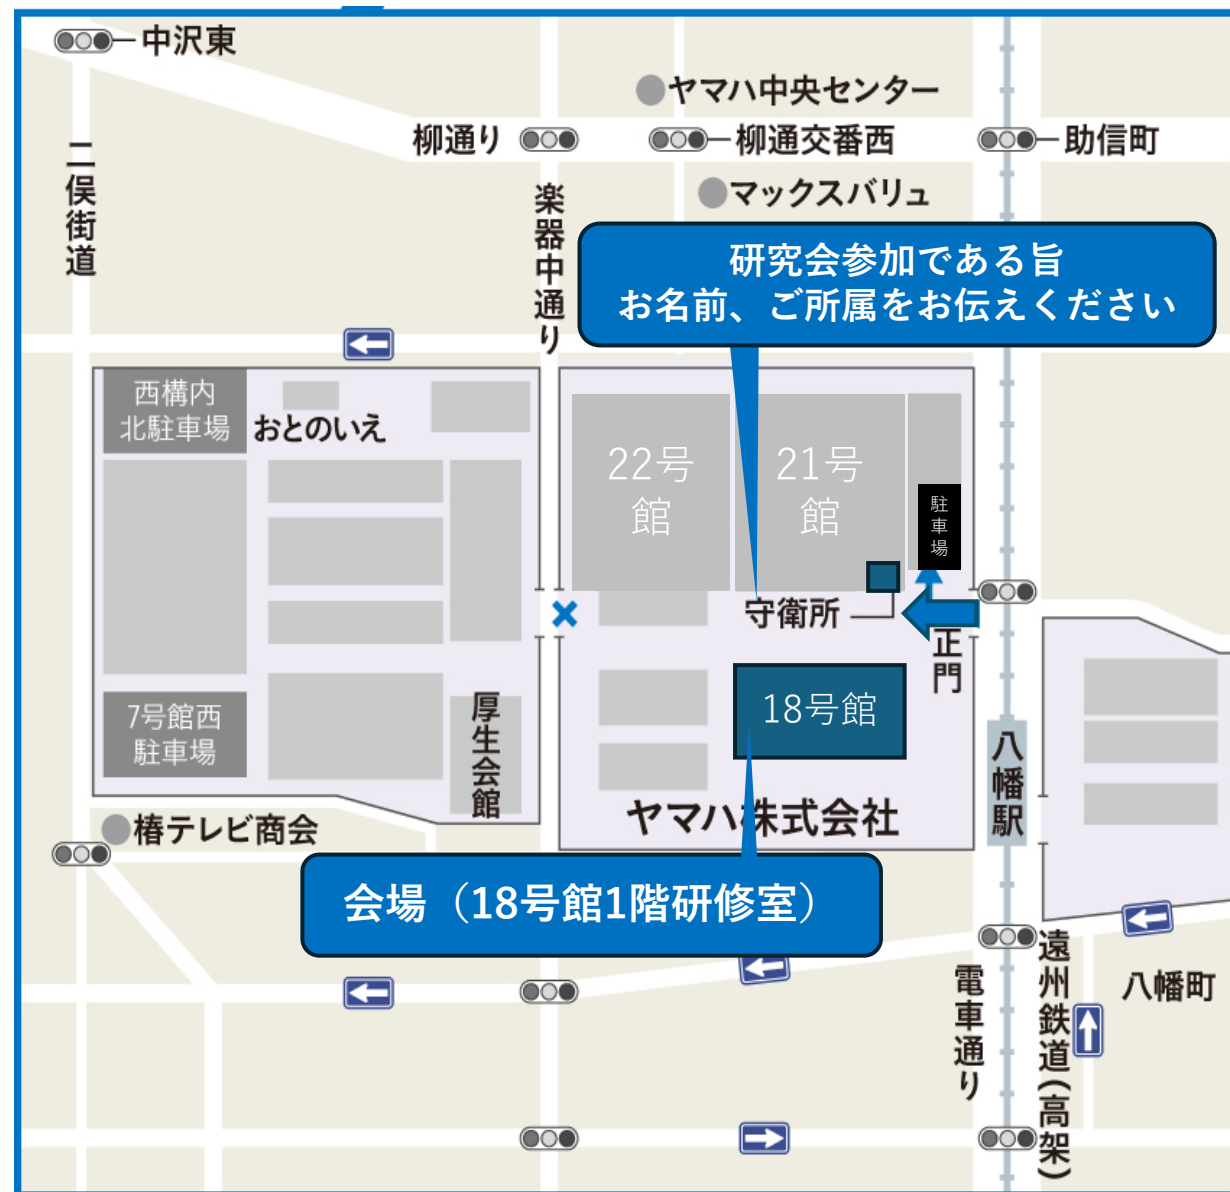 中沢東
ヤマハ中央センター
柳通り
柳通交番西
助信町
二俣街道
マックスバリュ
楽器中通り
研究会参加である旨
お名前、ご所属をお伝えください
西構内
北駐車場
おとのいえ
22号
館
21号
館
駐車場
守衛所
正門
18号館
7号館西
駐車場
厚生会館
八幡駅
ヤマハ株式会社
椿テレビ商会
会場（18号館1階研修室）
電車通り
遠州鉄道(高架)
八幡町